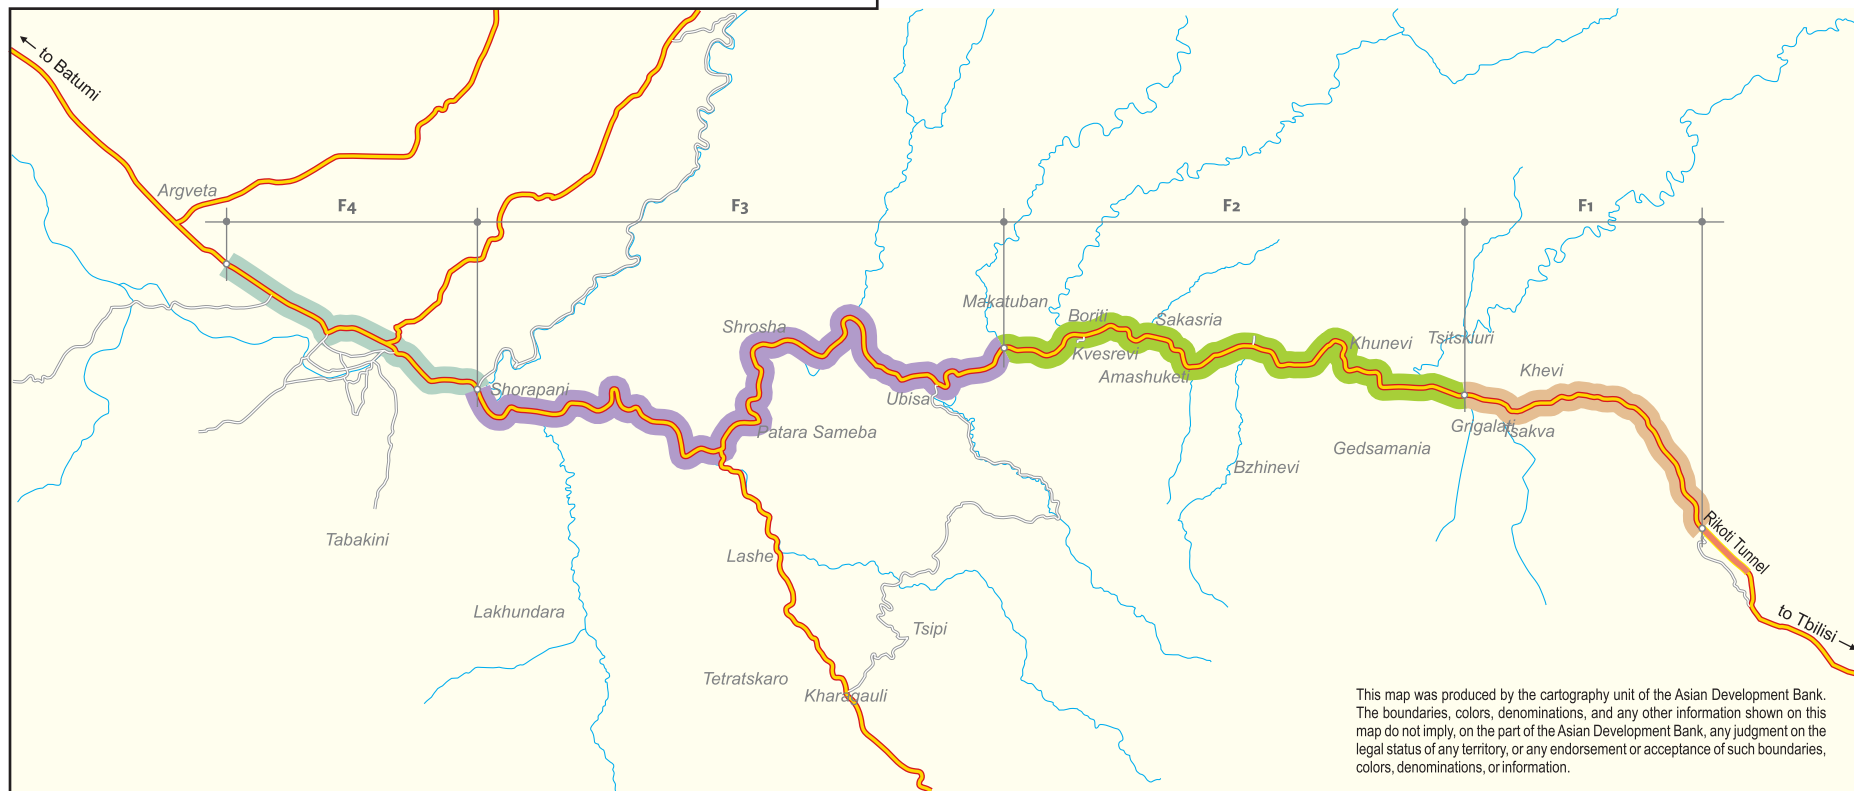 to Batumi
Argveta
F4
F3
F2
F1
Makatuban
Boriti
Sakasria
Shrosha
Tsitskiuri
Khunevi
Kvesrevi
Khevi
Amashuketi
Shorapani
Ubisa
Grigalati
Tsakva
Patara Sameba
Gedsamania
Bzhinevi
Rikoti Tunnel
Tabakini
Lashe
Lakhundara
Tsipi
to Tbilisi
Tetratskaro
Kharagauli
This map was produced by the cartography unit of the Asian Development Bank.
The boundaries, colors, denominations, and any other information shown on this
map do not imply, on the part of the Asian Development Bank, any judgment on the
legal status of any territory, or any endorsement or acceptance of such boundaries,
colors, denominations, or information.